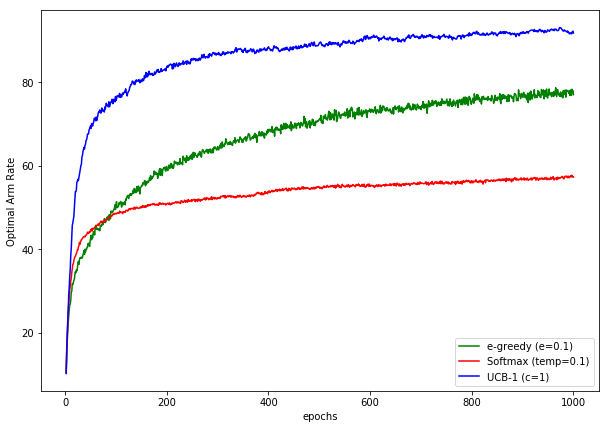 80
60
40
20
Optimal Arm Rate
0 200 400 600 800 1000
epochs
e-greedy (e=0.1)
Softmax (temp=0.1)
UCB-1 (c=1)